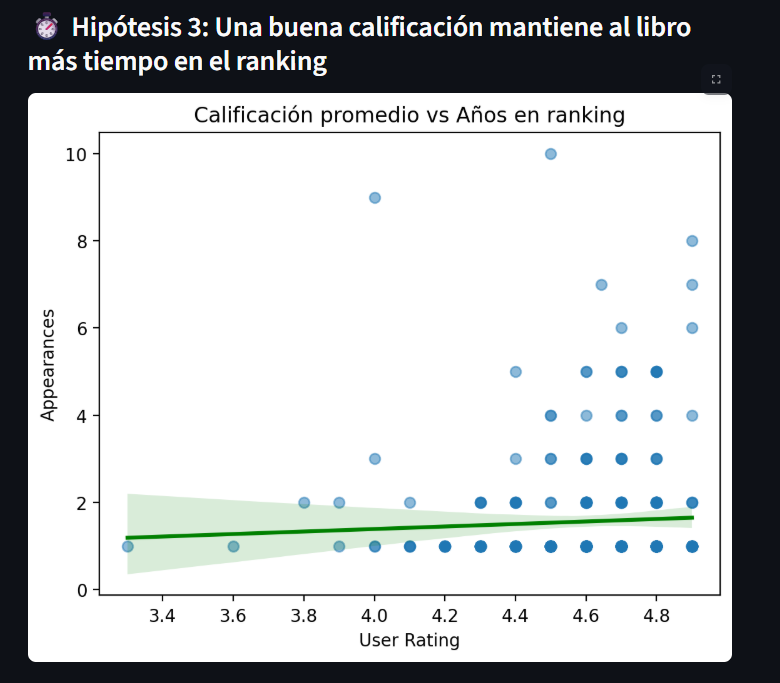 Hipótesis 3: Una buena calificación mantiene al libro
más tiempo en el ranking
Calificación promedio vs Años en ranking
10
8
6
4
2
0
Appearances
3.4 3.6 3.8 4.0 4.2 4.4 4.6 4.8
User Rating